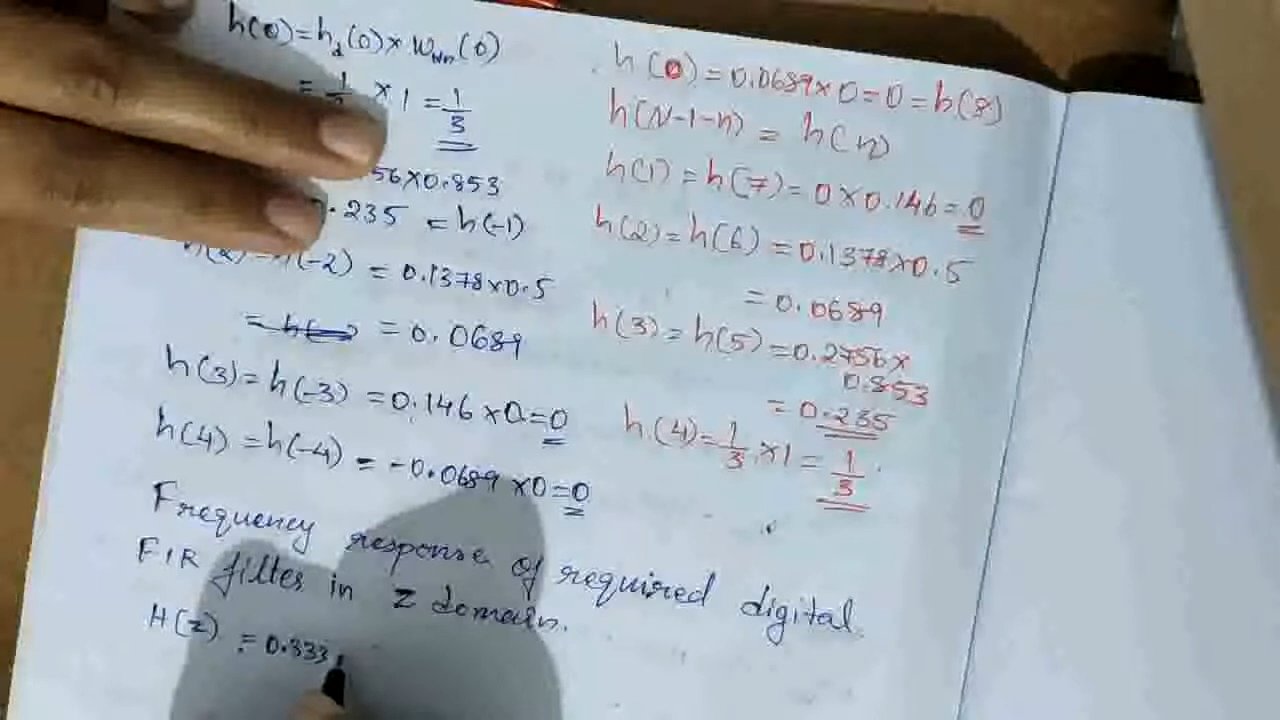 h(0)=h_d(0)×w_Hn(0)
×1=1/3
56×0.853
.235 =h(-1)
h(-2) = 0.1378×0.5
= 0.0689
h(3)=h(-3) =0.146×0=0
h(4)=h(-4) = -0.0689×0=0
Frequency response of required digital
FIR filter in z domain.
H(z) = 0.333
h(0)=0.0689×0=0=h(8)
h(N-1-n) = h(n)
h(1)=h(7)=0×0.146=0
h(2)=h(6)=0.1378×0.5
=0.0689
h(3)=h(5)=0.2756×
0.853
=0.235
h(4)=1/3×1=1/3